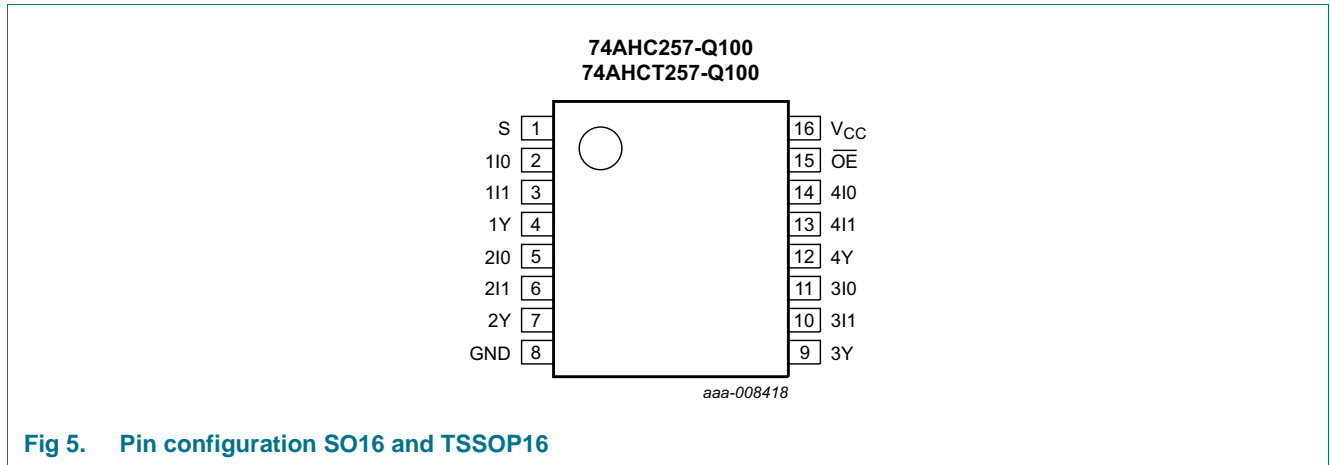 74AHC257-Q100
74AHCT257-Q100
S 1
1I0 2
1I1 3
1Y 4
2I0 5
2I1 6
2Y 7
GND 8
16 VCC
15 O̅E̅
14 4I0
13 4I1
12 4Y
11 3I0
10 3I1
9 3Y
aaa-008418
Fig 5. Pin configuration SO16 and TSSOP16